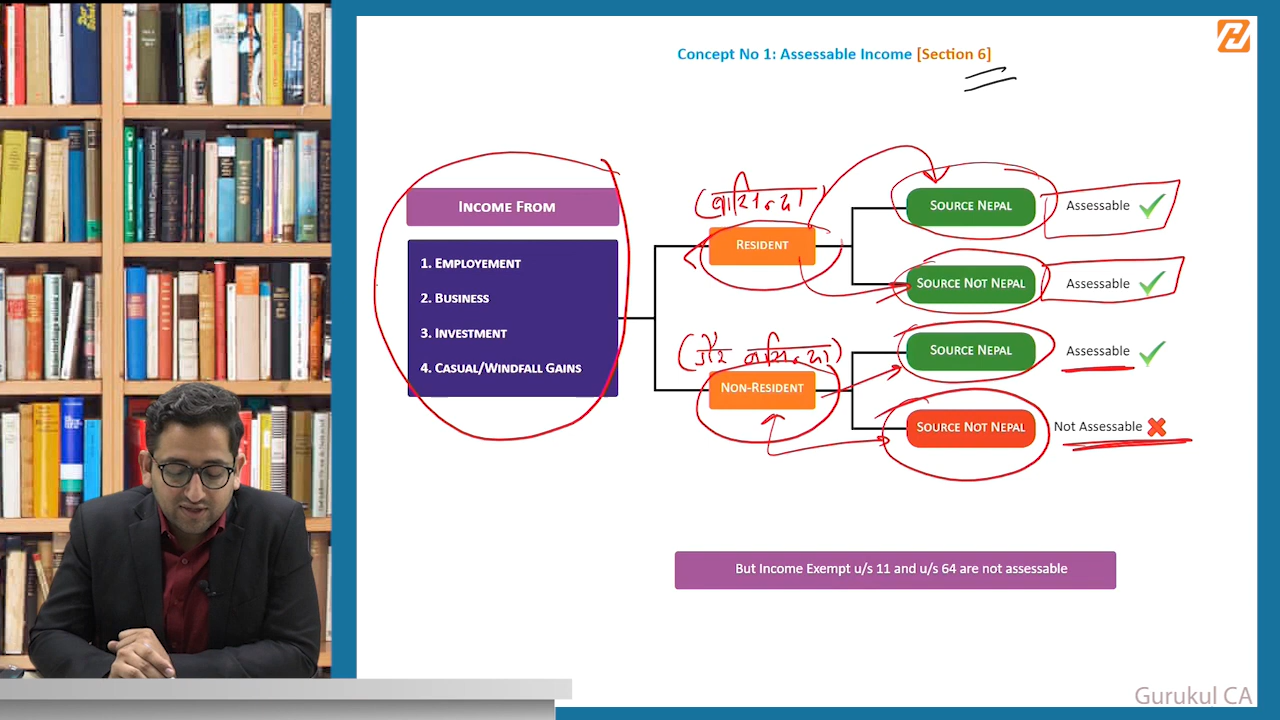 Concept No 1: Assessable Income [Section 6]
INCOME FROM
1. EMPLOYEMENT
2. BUSINESS
3. INVESTMENT
4. CASUAL/WINDFALL GAINS
RESIDENT
SOURCE NEPAL
Assessable
SOURCE NOT NEPAL
Assessable
NON-RESIDENT
SOURCE NEPAL
Assessable
SOURCE NOT NEPAL
Not Assessable
But Income Exempt u/s 11 and u/s 64 are not assessable
Gurukul CA